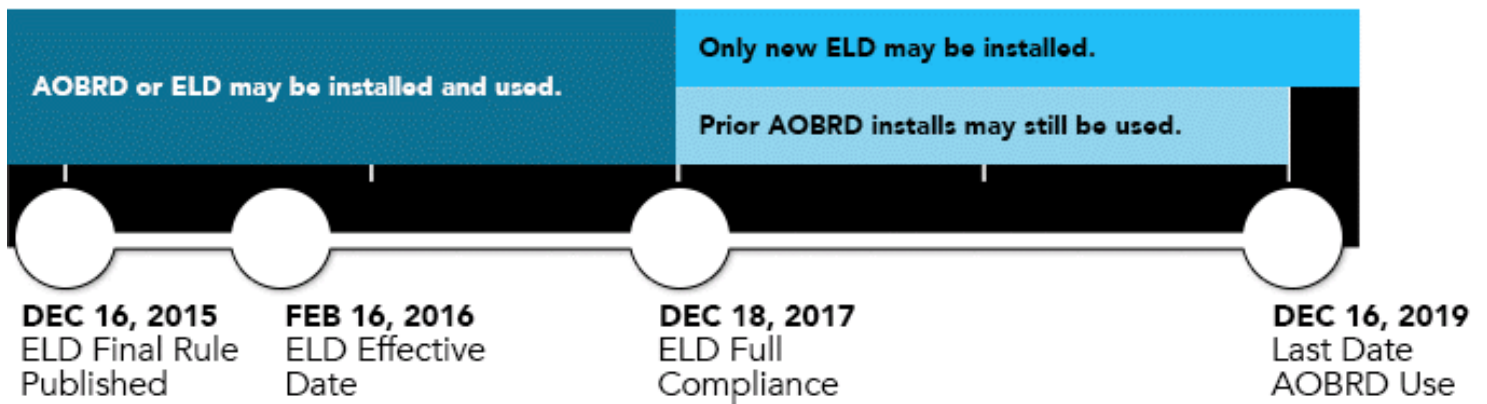 AOBRD or ELD may be installed and used.
Only new ELD may be installed.
Prior AOBRD installs may still be used.
DEC 16, 2015
ELD Final Rule
Published
FEB 16, 2016
ELD Effective
Date
DEC 18, 2017
ELD Full
Compliance
DEC 16, 2019
Last Date
AOBRD Use